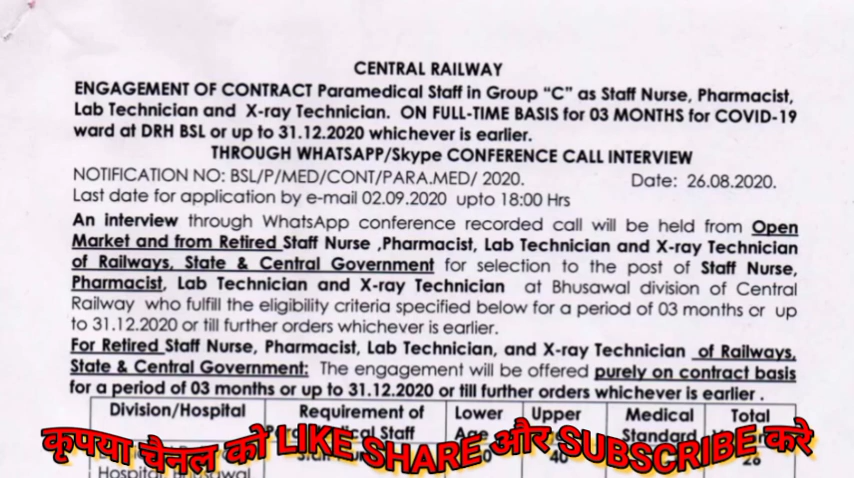 CENTRAL RAILWAY
ENGAGEMENT OF CONTRACT Paramedical Staff in Group “C” as Staff Nurse, Pharmacist,
Lab Technician and X-ray Technician. ON FULL-TIME BASIS for 03 MONTHS for COVID-19
ward at DRH BSL or up to 31.12.2020 whichever is earlier.
THROUGH WHATSAPP/Skype CONFERENCE CALL INTERVIEW
NOTIFICATION NO: BSL/P/MED/CONT/PARA.MED/ 2020. Date: 26.08.2020.
Last date for application by e-mail 02.09.2020 upto 18:00 Hrs
An interview through WhatsApp conference recorded call will be held from Open
Market and from Retired Staff Nurse ,Pharmacist, Lab Technician and X-ray Technician
of Railways, State & Central Government for selection to the post of Staff Nurse,
Pharmacist, Lab Technician and X-ray Technician at Bhusawal division of Central
Railway who fulfill the eligibility criteria specified below for a period of 03 months or up
to 31.12.2020 or till further orders whichever is earlier.
For Retired Staff Nurse, Pharmacist, Lab Technician, and X-ray Technician of Railways,
State & Central Government: The engagement will be offered purely on contract basis
for a period of 03 months or up to 31.12.2020 or till further orders whichever is earlier .
Division/Hospital Requirement of Lower Upper Medical Total
Staff Age Standard
कृपया चैनल को LIKE SHARE और SUBSCRIBE करे
40
Hospital